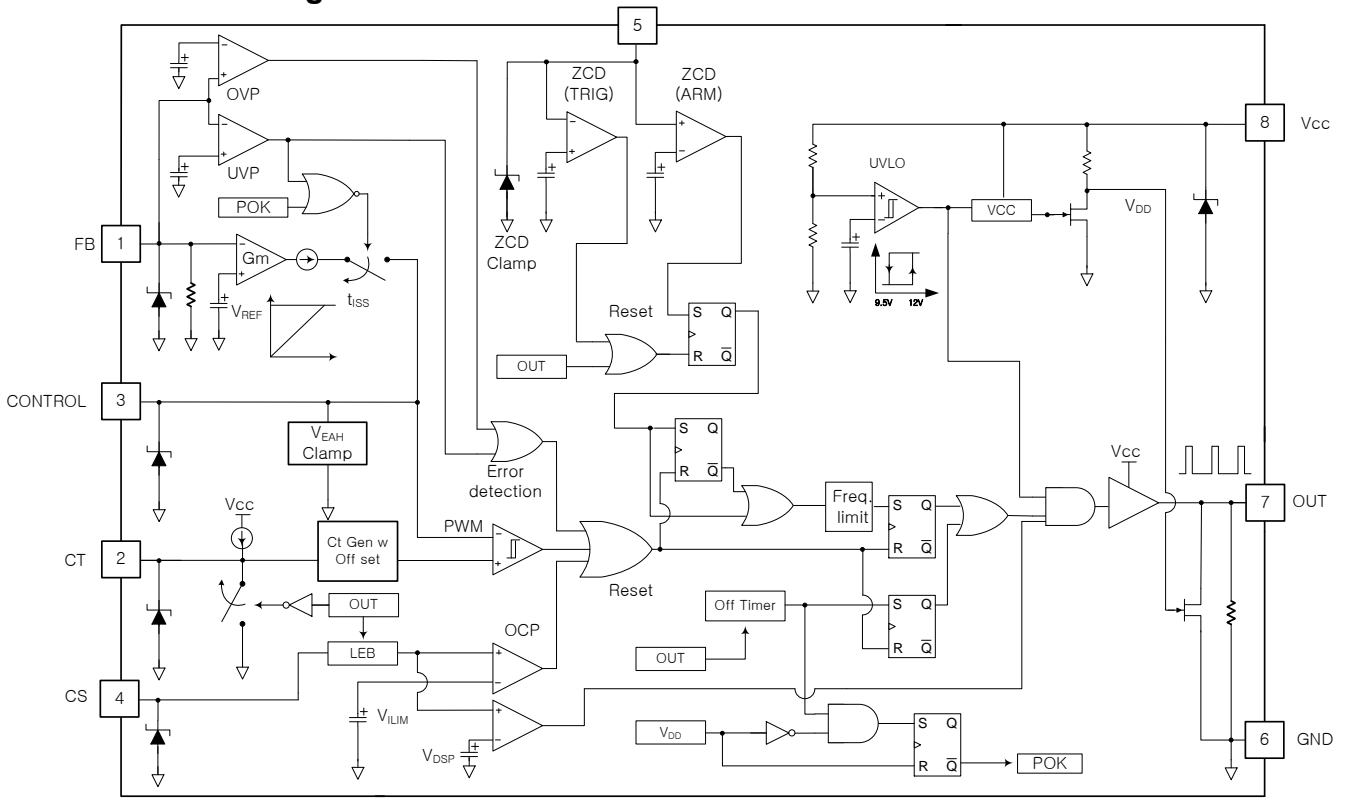 5
OVP
UVP
POK
FB
1
Gm
VREF
tISS
ZCD
(TRIG)
ZCD
(ARM)
ZCD
Clamp
8
Vcc
UVLO
VCC
VDD
9.5V 12V
Reset
OUT
S Q
R Q̅
CONTROL
3
VEAH
Clamp
Error
detection
S Q
R Q̅
Freq.
limit
S Q
R Q̅
Vcc
7
OUT
Vcc
CT
2
Ct Gen w
Off set
PWM
Reset
OUT
LEB
OCP
Off Timer
OUT
S Q
R Q̅
CS
4
VILIM
VDSP
VDD
S Q
R Q̅
POK
6
GND